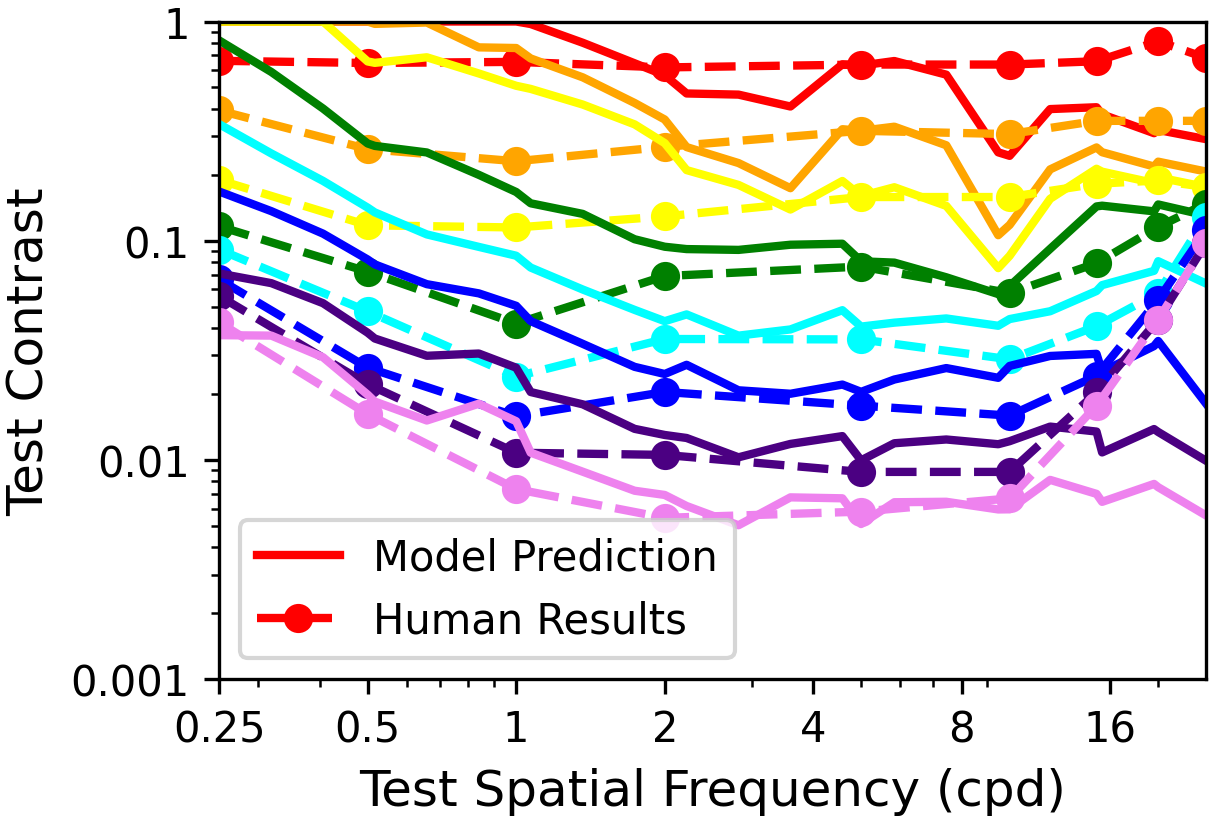 1
0.1
0.01
0.001
Test Contrast
Model Prediction
Human Results
0.25 0.5 1 2 4 8 16
Test Spatial Frequency (cpd)